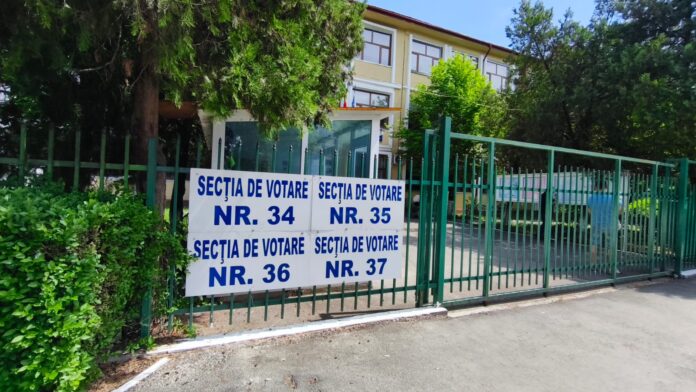 SECȚIA DE VOTARE
NR. 34
SECȚIA DE VOTARE
NR. 35
SECȚIA DE VOTARE
NR. 36
SECȚIA DE VOTARE
NR. 37